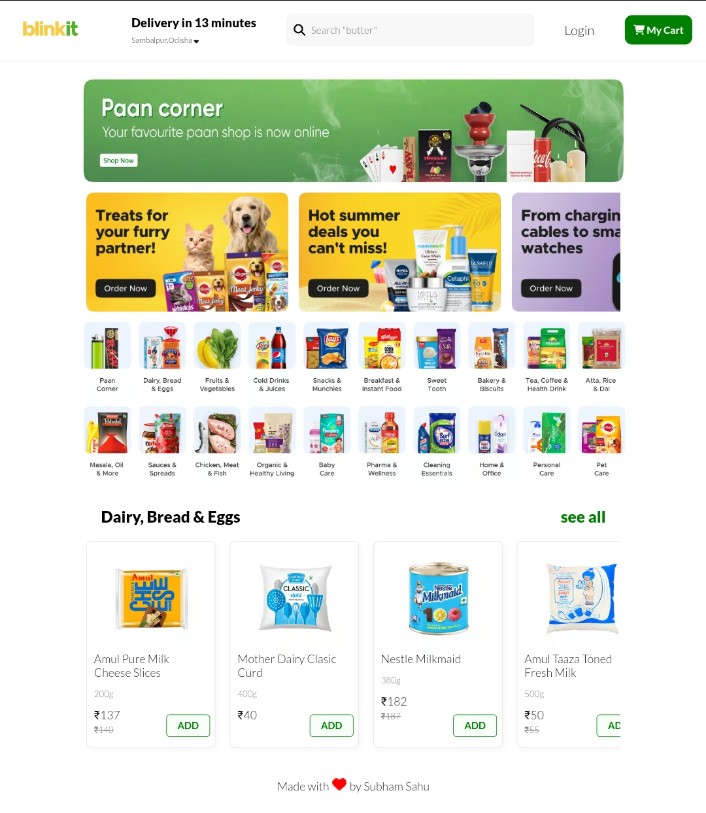 blinkit
Delivery in 13 minutes
Sambalpur,Odisha
Search "butter"
Login
My Cart
Paan corner
Your favourite paan shop is now online
Shop Now
Treats for
your furry
partner!
Order Now
Hot summer
deals you
can't miss!
Order Now
From chargin
cables to sma
watches
Order Now
Paan
Corner
Dairy, Bread
& Eggs
Fruits &
Vegetables
Cold Drinks
& Juices
Snacks &
Munchies
Breakfast &
Instant Food
Sweet
Tooth
Bakery &
Biscuits
Tea, Coffee &
Health Drink
Atta, Rice
& Dal
Masala, Oil
& More
Sauces &
Spreads
Chicken, Meat
& Fish
Organic &
Healthy Living
Baby
Care
Pharma &
Wellness
Cleaning
Essentials
Home &
Office
Personal
Care
Pet
Care
Dairy, Bread & Eggs
see all
Amul
CHEESE
CLASSIC
dahi
Nestle
Milkmaid
Amul Pure Milk
Cheese Slices
200g
₹137
₹140
ADD
Mother Dairy Clasic
Curd
400g
₹40
ADD
Nestle Milkmaid
380g
₹182
₹187
ADD
Amul Taaza Toned
Fresh Milk
500g
₹50
₹55
AD
Made with ❤ by Subham Sahu